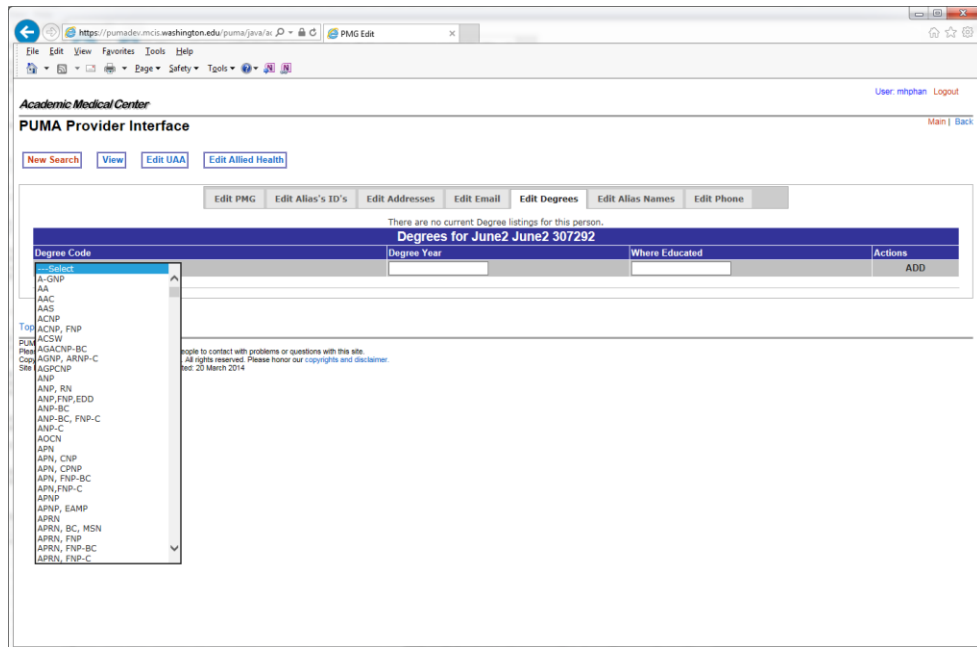 https://pumadev.mcis.washington.edu/puma/java/ac
PMG Edit
File Edit View Favorites Tools Help
Page Safety Tools
User: mhphan Logout
Academic Medical Center
PUMA Provider Interface
Main | Back
New Search View Edit UAA Edit Allied Health
Edit PMG Edit Alias's ID's Edit Addresses Edit Email Edit Degrees Edit Alias Names Edit Phone
There are no current Degree listings for this person.
Degrees for June2 June2 307292
Degree Code Degree Year Where Educated Actions
---Select
ADD
A-GNP
AA
AAC
AAS
ACNP
ACNP, FNP
ACSW
AGACNP-BC
AGNP, ARNP-C
AGPCNP
ANP
ANP, RN
ANP,FNP,EDD
ANP-BC
ANP-BC, FNP-C
ANP-C
AOCN
APN
APN, CNP
APN, CPNP
APN, FNP-BC
APN,FNP-C
APNP
APNP, EAMP
APRN
APRN, BC, MSN
APRN, FNP
APRN, FNP-BC
APRN, FNP-C
Top
PUM
Pleas eople to contact with problems or questions with this site.
Copy All rights reserved. Please honor our copyrights and disclaimer.
Site ted: 20 March 2014